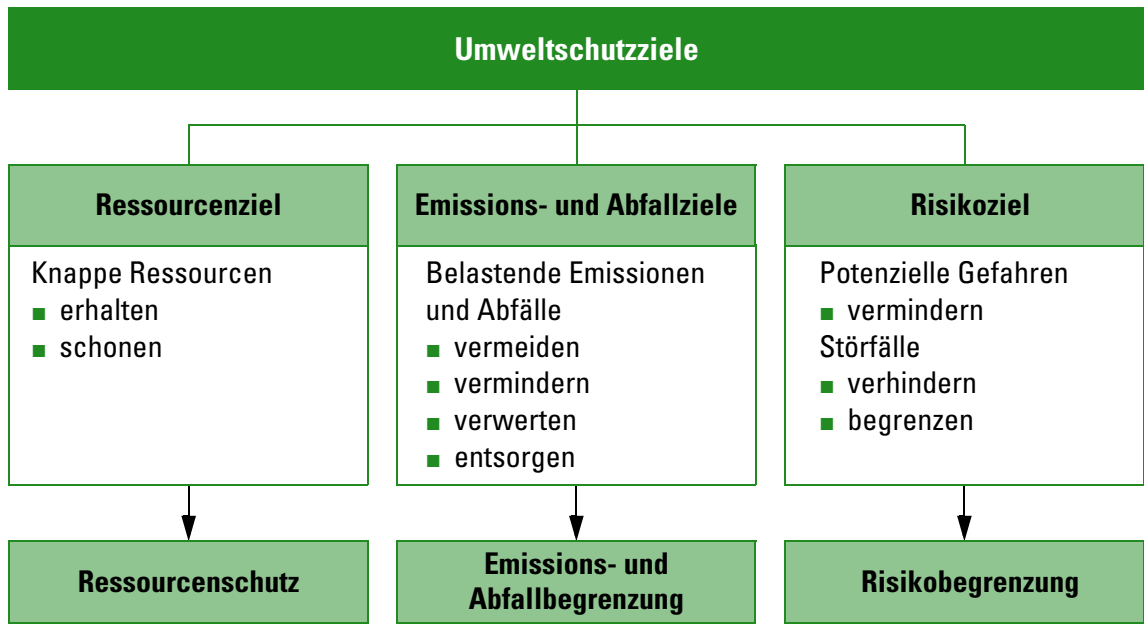 Umweltschutzziele
Ressourcenziel
Knappe Ressourcen
■ erhalten
■ schonen
Ressourcenschutz
Emissions- und Abfallziele
Belastende Emissionen
und Abfälle
■ vermeiden
■ vermindern
■ verwerten
■ entsorgen
Emissions- und
Abfallbegrenzung
Risikoziel
Potenzielle Gefahren
■ vermindern
Störfälle
■ verhindern
■ begrenzen
Risikobegrenzung